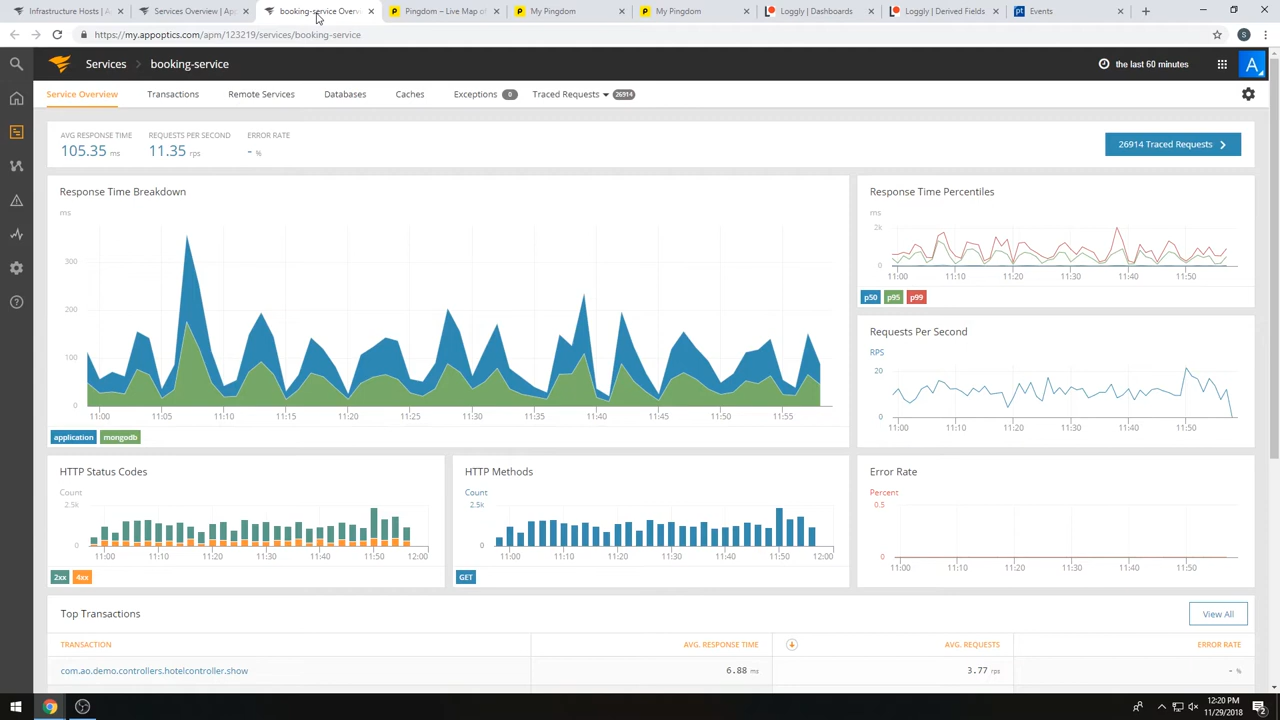 Infrastructure Hosts | A
Services Overview | Ap
booking-service Overvi
Pingdom – Live Map of
My Pingdom
My Pingdom
Loggly | Dashboards
Loggly | Derived Fields
pt Events
https://my.appoptics.com/apm/123219/services/booking-service
S
Services > booking-service
the last 60 minutes
A
Service Overview
Transactions
Remote Services
Databases
Caches
Exceptions 0
Traced Requests 26914
AVG RESPONSE TIME
105.35 ms
REQUESTS PER SECOND
11.35 rps
ERROR RATE
- %
26914 Traced Requests >
Response Time Breakdown
ms
300
200
100
0
11:00 11:05 11:10 11:15 11:20 11:25 11:30 11:35 11:40 11:45 11:50 11:55
application mongodb
Response Time Percentiles
ms
2k
0
11:00 11:10 11:20 11:30 11:40 11:50
p50 p95 p99
Requests Per Second
RPS
20
0
11:00 11:10 11:20 11:30 11:40 11:50
HTTP Status Codes
Count
2.5k
0
11:00 11:10 11:20 11:30 11:40 11:50 12:00
2xx 4xx
HTTP Methods
Count
2.5k
0
11:00 11:10 11:20 11:30 11:40 11:50 12:00
GET
Error Rate
Percent
0.5
0
11:00 11:10 11:20 11:30 11:40 11:50
Top Transactions
View All
TRANSACTION AVG. RESPONSE TIME AVG. REQUESTS ERROR RATE
com.ao.demo.controllers.hotelcontroller.show 6.88 ms 3.77 rps - %
12:20 PM
11/29/2018
2